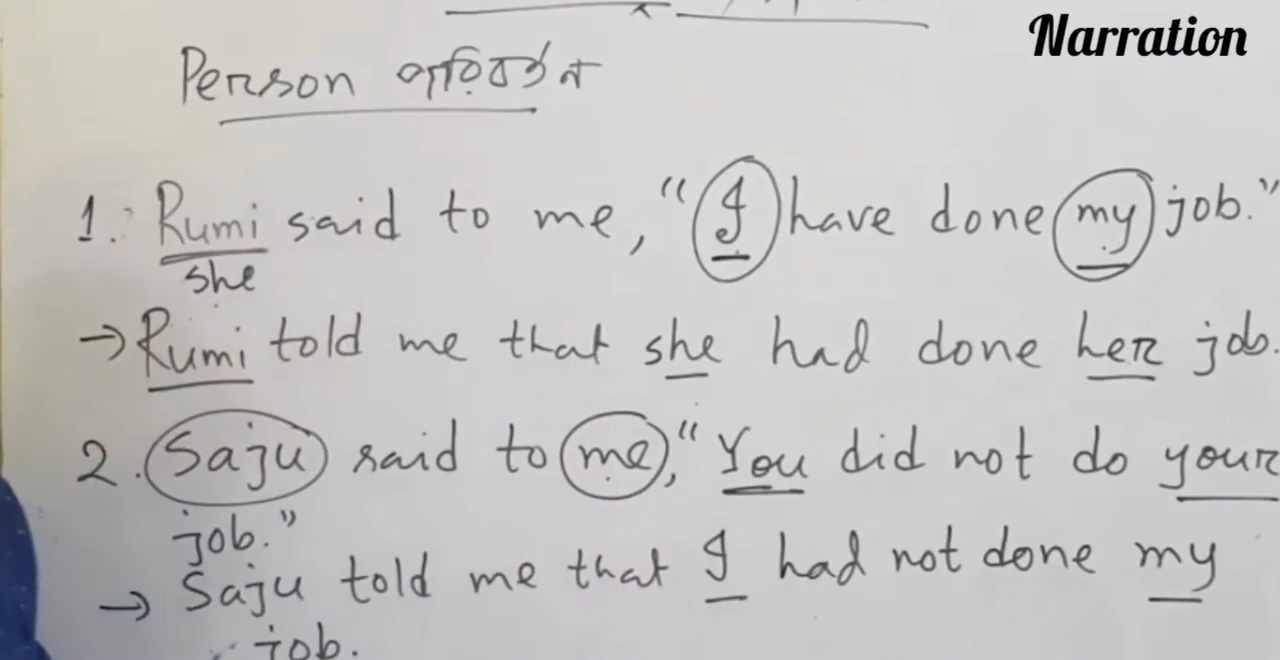 Narration
Person পরিবর্তন
1. Rumi said to me, "I have done my job."
she
→ Rumi told me that she had done her job.
2. Saju said to me, "You did not do your
job."
→ Saju told me that I had not done my
job.